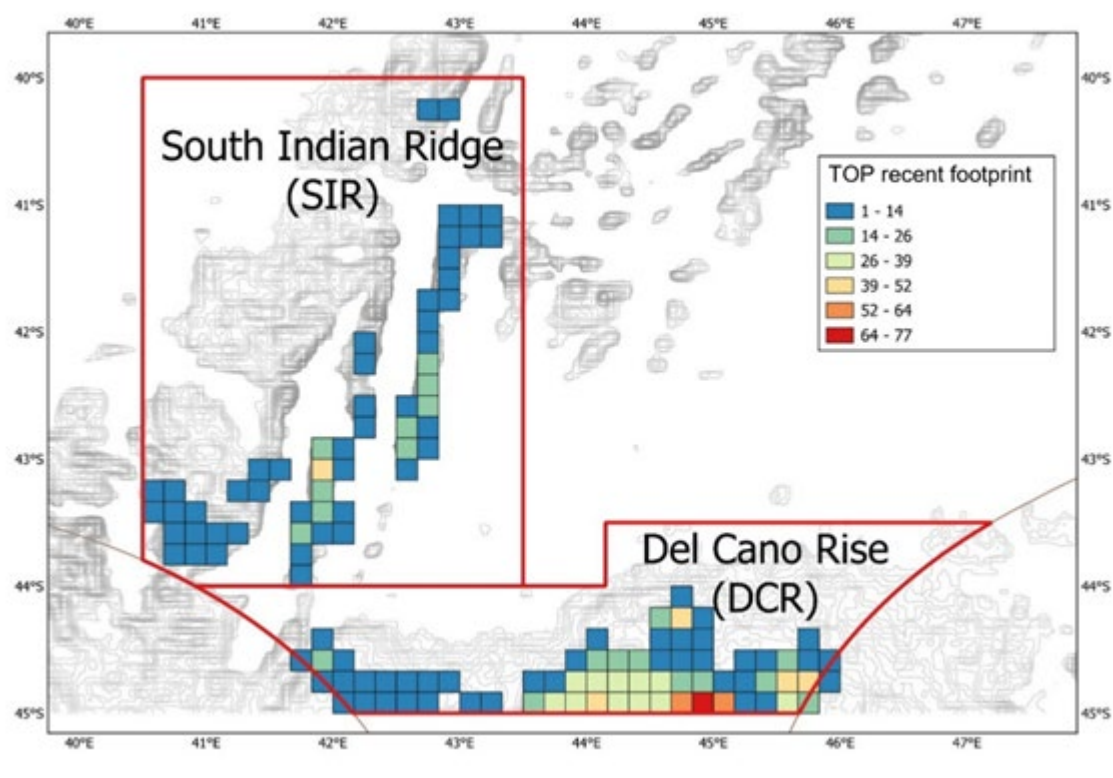 40°E 41°E 42°E 43°E 44°E 45°E 46°E 47°E
40°S 40°S
South Indian Ridge
(SIR)
TOP recent footprint
41°S 41°S
1 - 14
14 - 26
26 - 39
39 - 52
52 - 64
64 - 77
42°S 42°S
43°S 43°S
Del Cano Rise
(DCR)
44°S 44°S
45°S 45°S
40°E 41°E 42°E 43°E 44°E 45°E 46°E 47°E